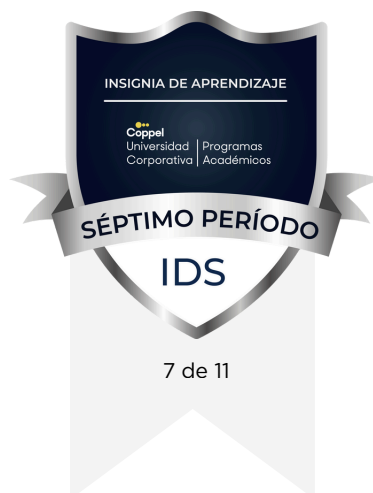 INSIGNIA DE APRENDIZAJE
Coppel
Universidad Programas
Corporativa Académicos
SÉPTIMO PERÍODO
IDS
7 de 11